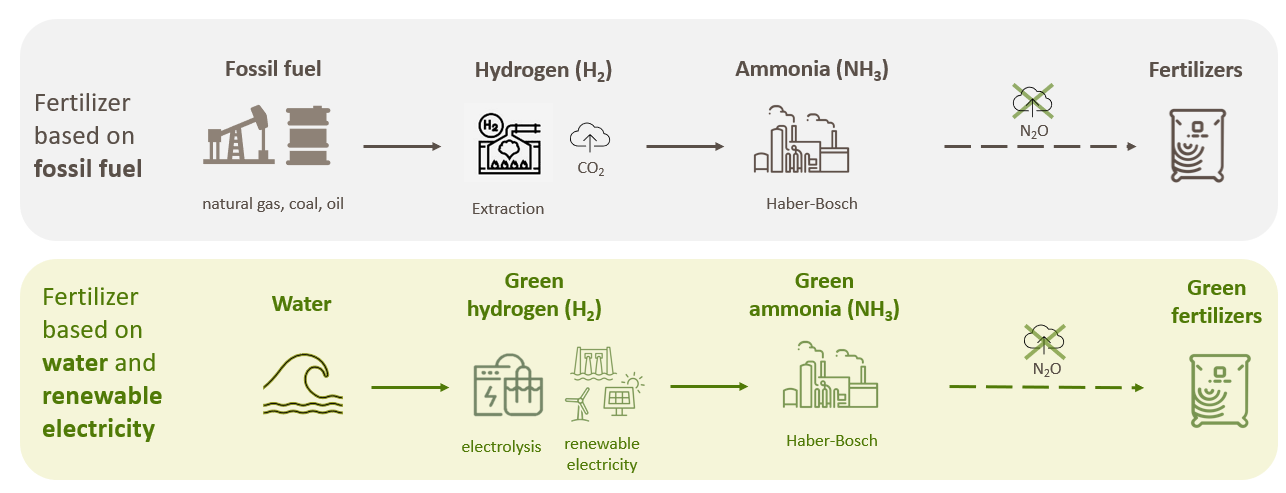 Fertilizer
based on
fossil fuel
Fossil fuel
natural gas, coal, oil
Hydrogen (H₂)
H₂
CO₂
Extraction
Ammonia (NH₃)
Haber-Bosch
N₂O
Fertilizers
Fertilizer
based on
water and
renewable
electricity
Water
Green
hydrogen (H₂)
electrolysis
renewable
electricity
Green
ammonia (NH₃)
Haber-Bosch
N₂O
Green
fertilizers